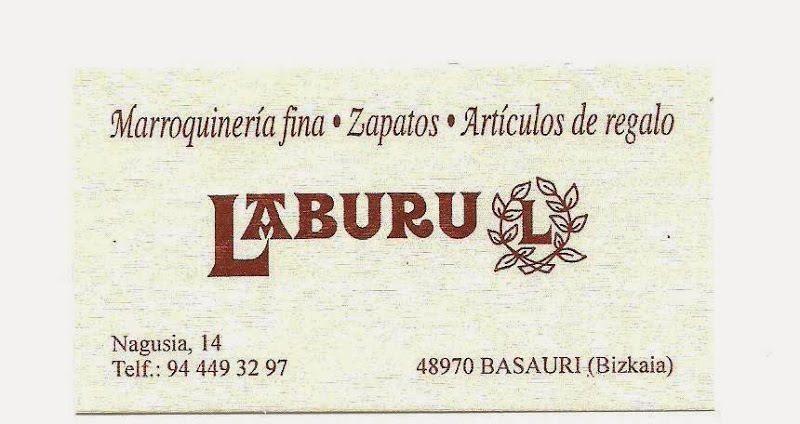 Marroquinería fina • Zapatos • Artículos de regalo
LABURU L
Nagusia, 14
Telf.: 94 449 32 97
48970 BASAURI (Bizkaia)